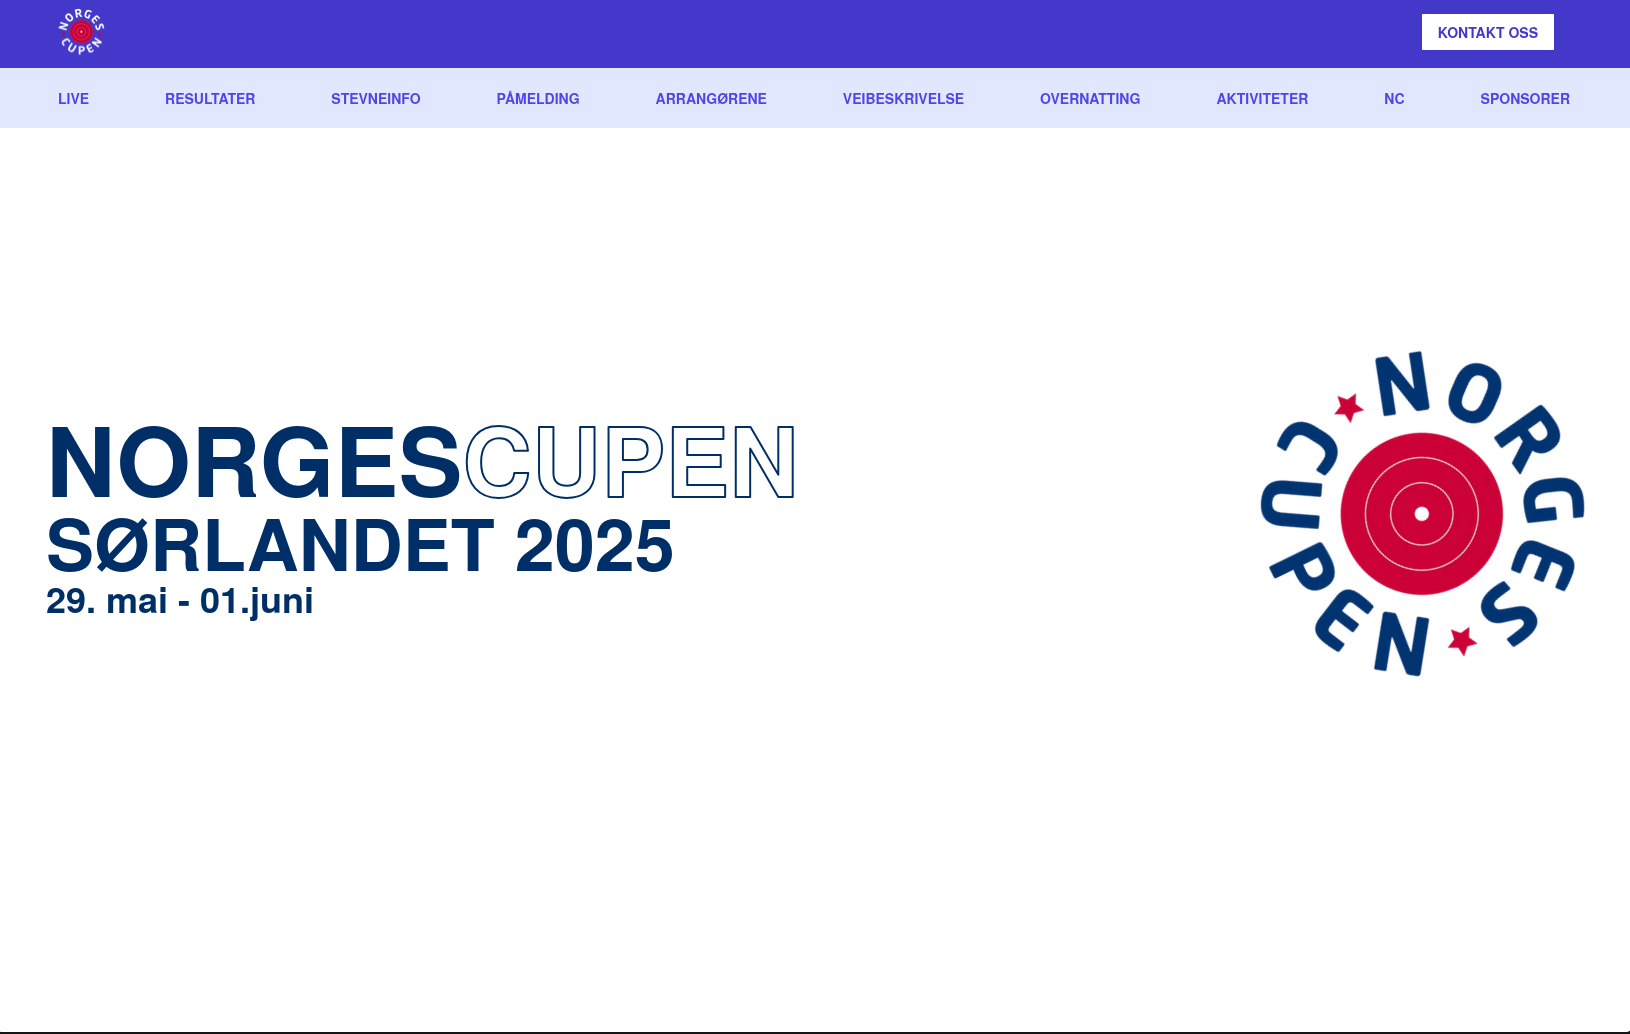 NORGES
CUPEN
KONTAKT OSS
LIVE RESULTATER STEVNEINFO PÅMELDING ARRANGØRENE VEIBESKRIVELSE OVERNATTING AKTIVITETER NC SPONSORER
NORGESCUPEN
SØRLANDET 2025
29. mai - 01.juni
NORGES
CUPEN